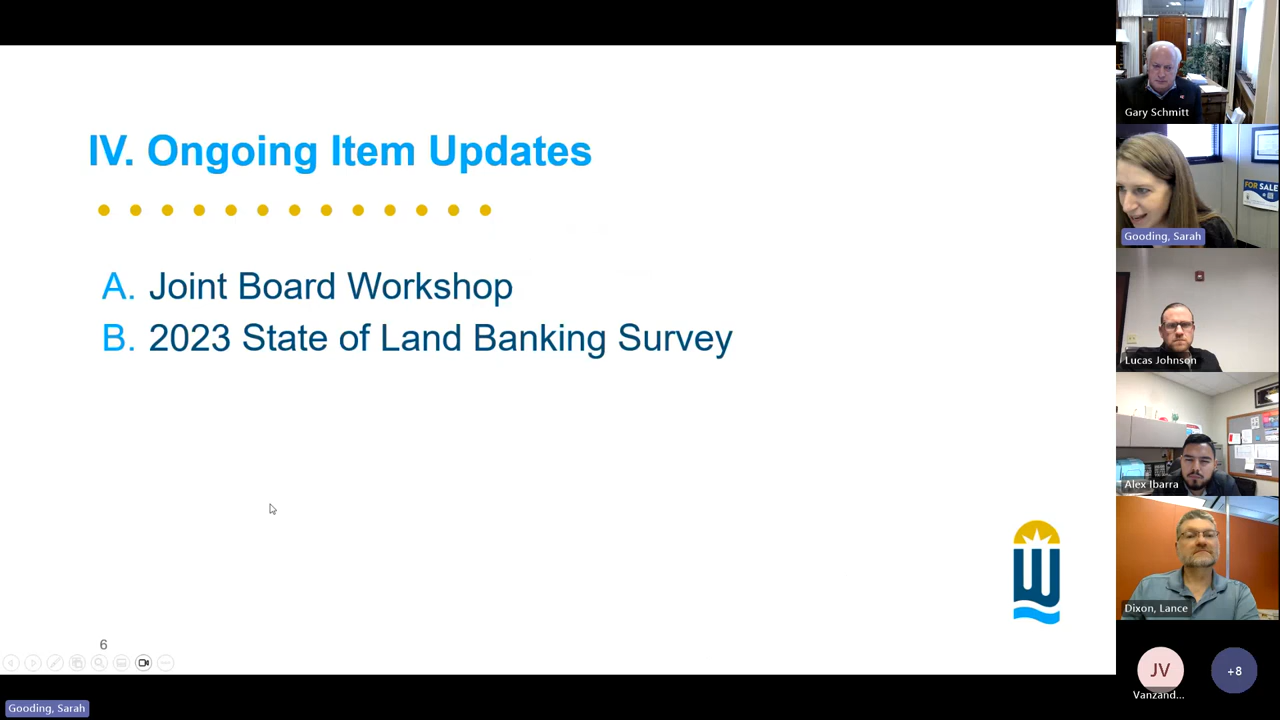 IV. Ongoing Item Updates
A. Joint Board Workshop
B. 2023 State of Land Banking Survey
6
Gooding, Sarah
Gary Schmitt
FOR SALE
Gooding, Sarah
Lucas Johnson
Alex Ibarra
Dixon, Lance
JV
Vanzand...
+8